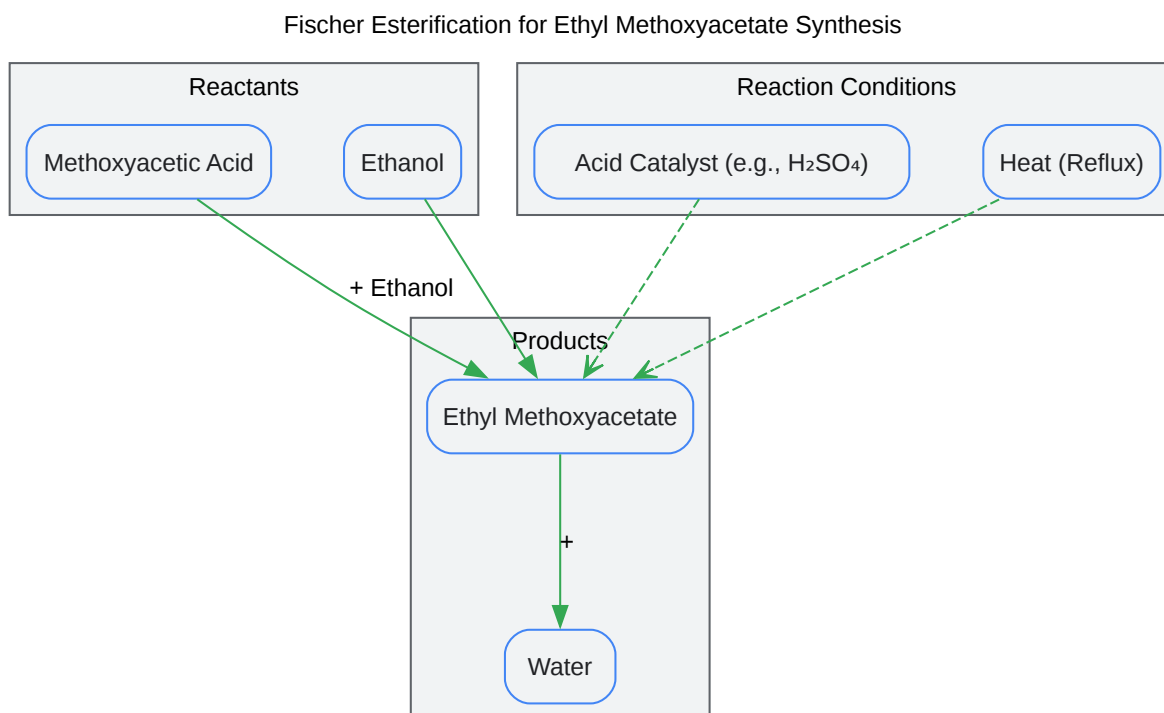 Fischer Esterification for Ethyl Methoxyacetate Synthesis
Reactants
Reaction Conditions
Methoxyacetic Acid
Ethanol
Acid Catalyst (e.g., H₂SO₄)
Heat (Reflux)
+ Ethanol
Products
Ethyl Methoxyacetate
+
Water